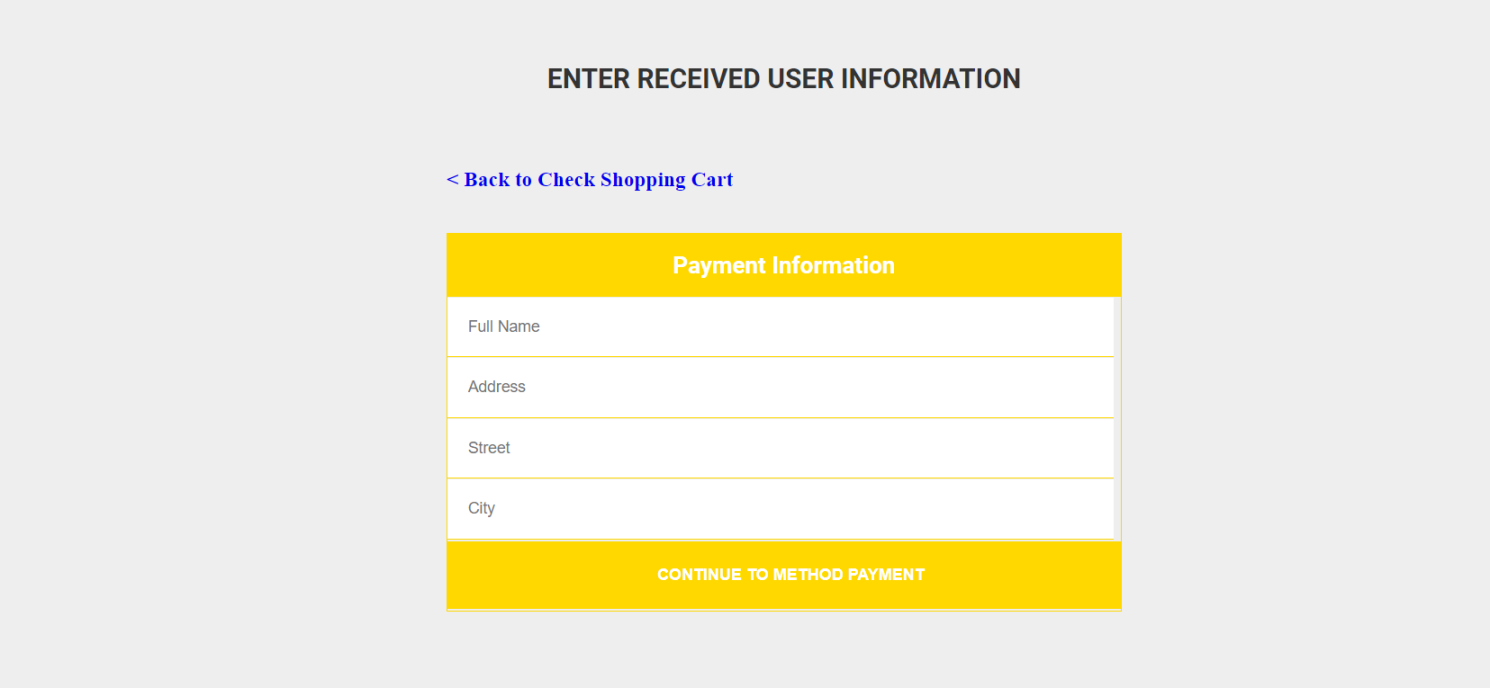 ENTER RECEIVED USER INFORMATION
< Back to Check Shopping Cart
Payment Information
Full Name
Address
Street
City
CONTINUE TO METHOD PAYMENT